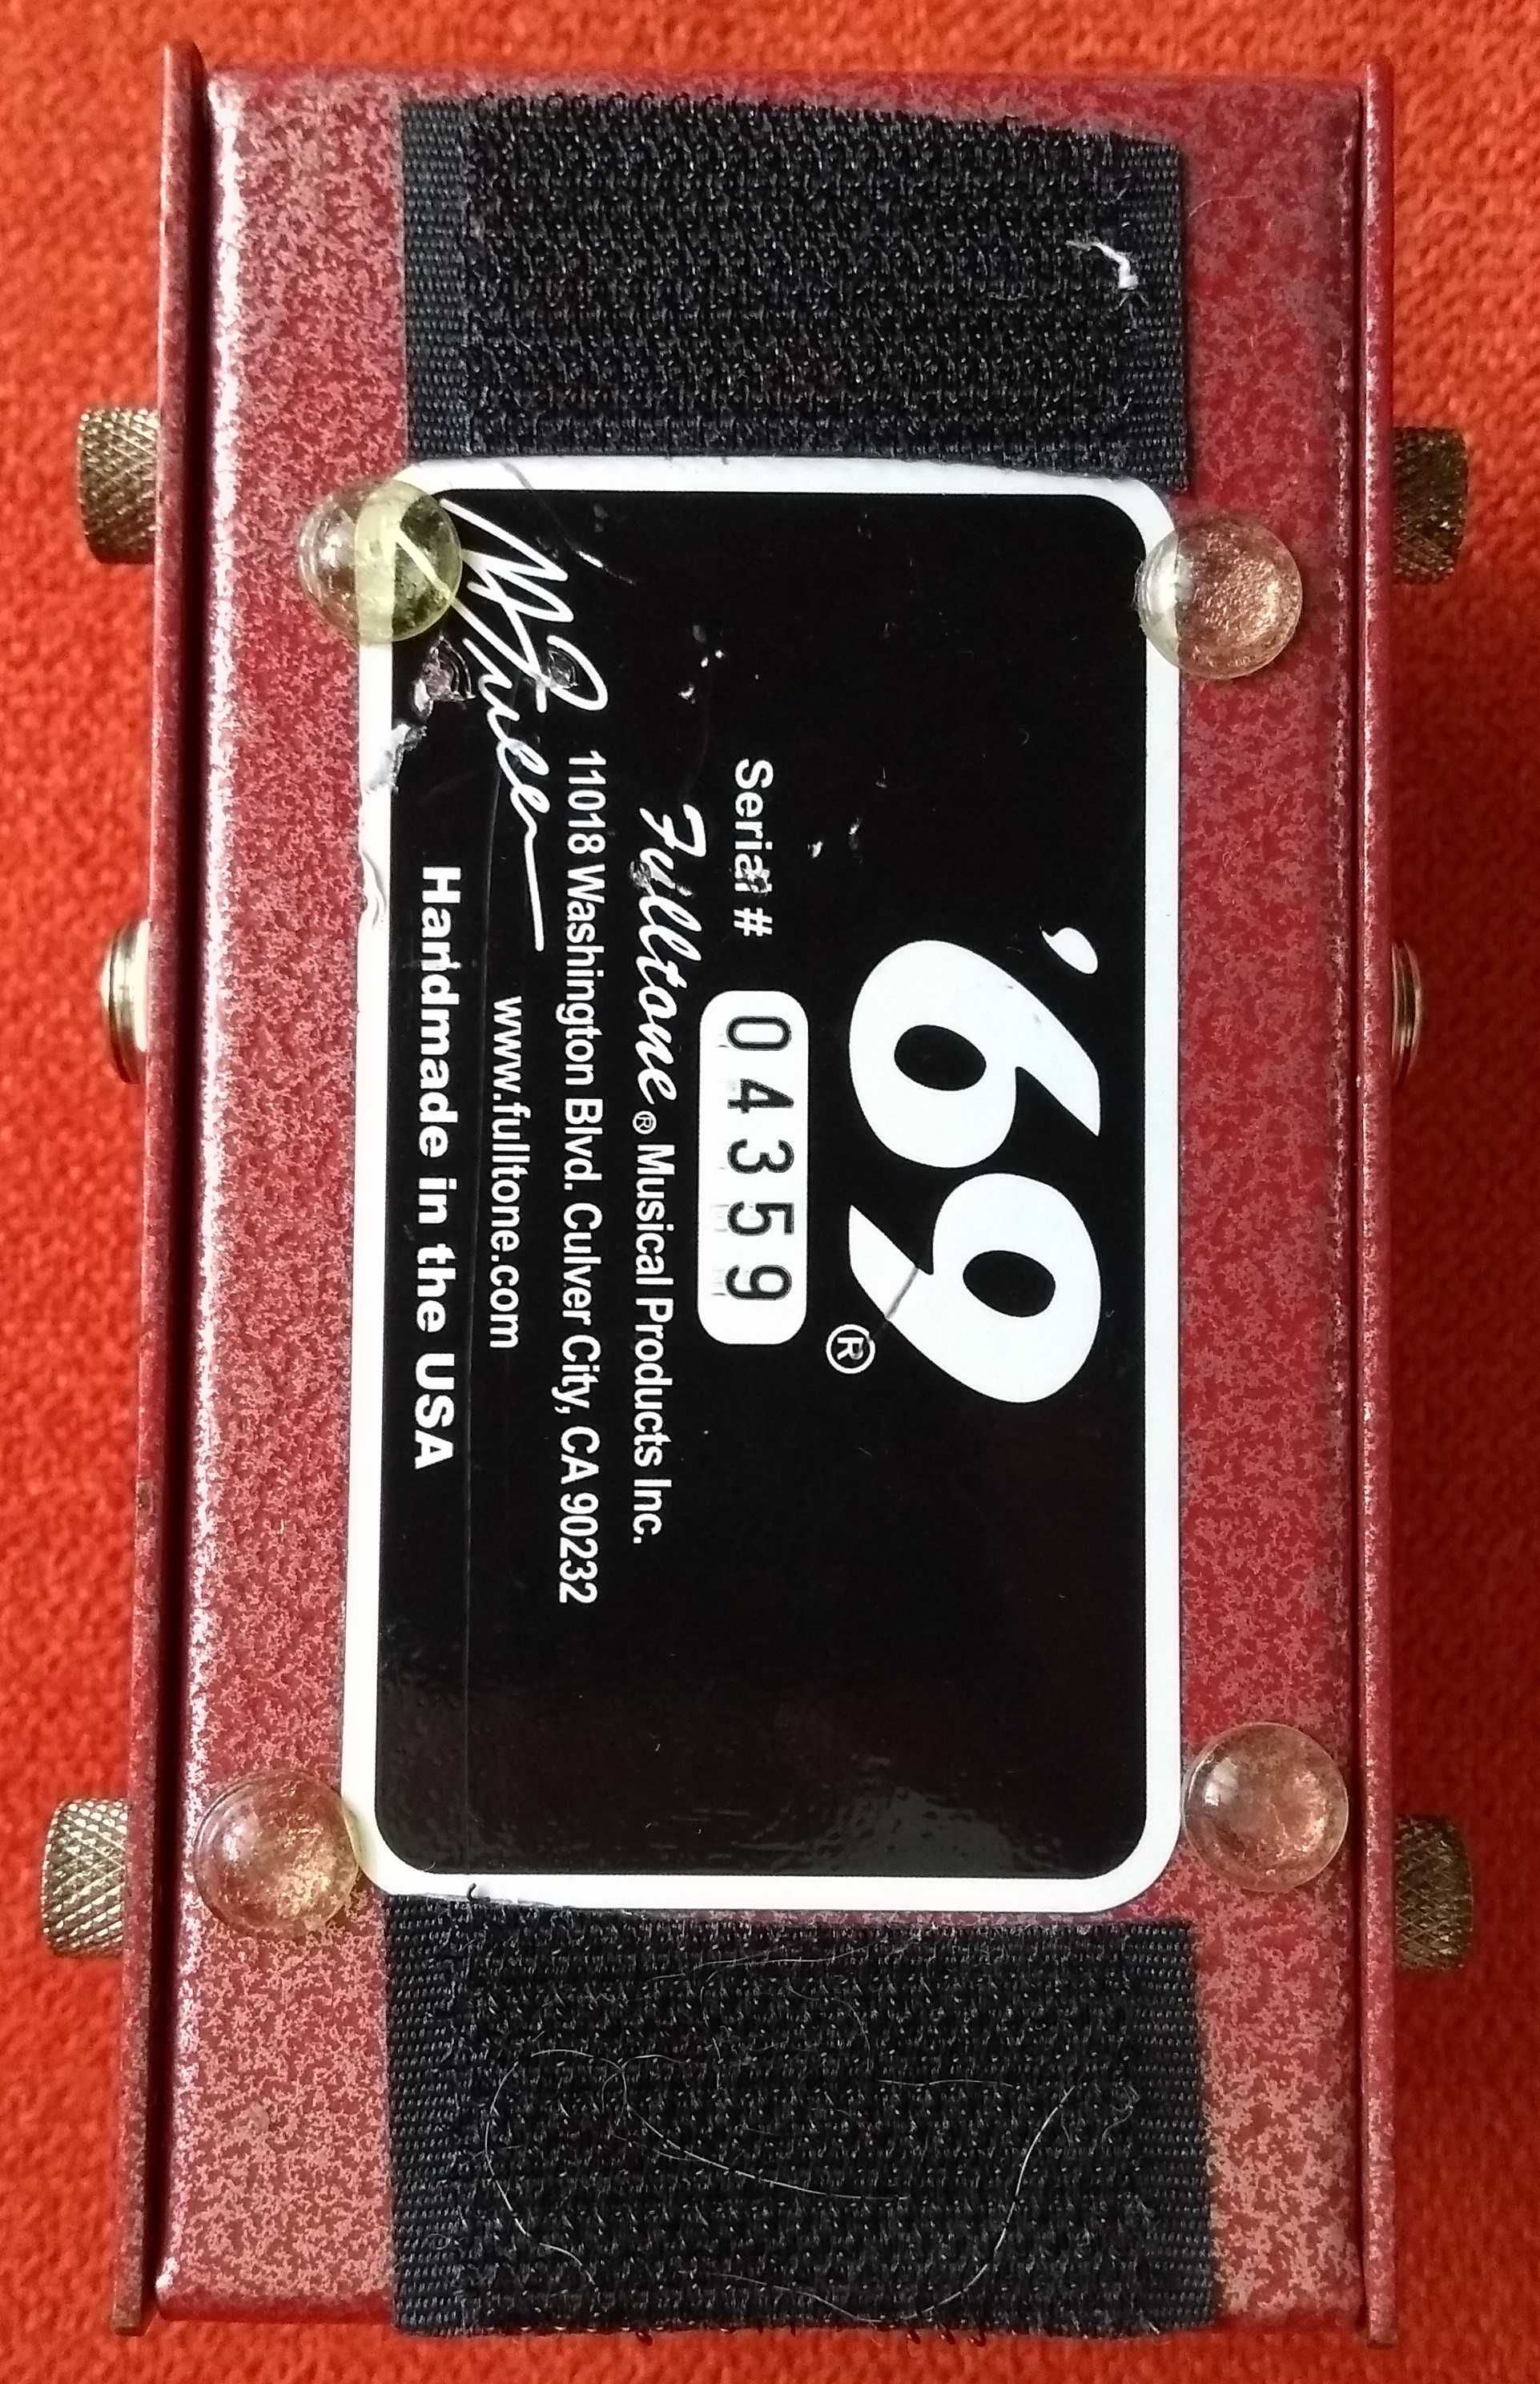 '69®
Serial # 04359
Fulltone® Musical Products Inc.
11018 Washington Blvd. Culver City, CA 90232
www.fulltone.com
Handmade in the USA